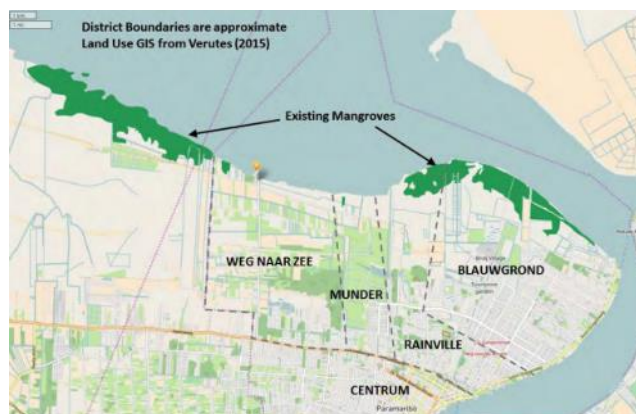 District Boundaries are approximate
Land Use GIS from Verutes (2015)
Existing Mangroves
WEG NAAR ZEE
BLAUWGROND
MUNDER
RAINVILLE
CENTRUM
Paramaribo